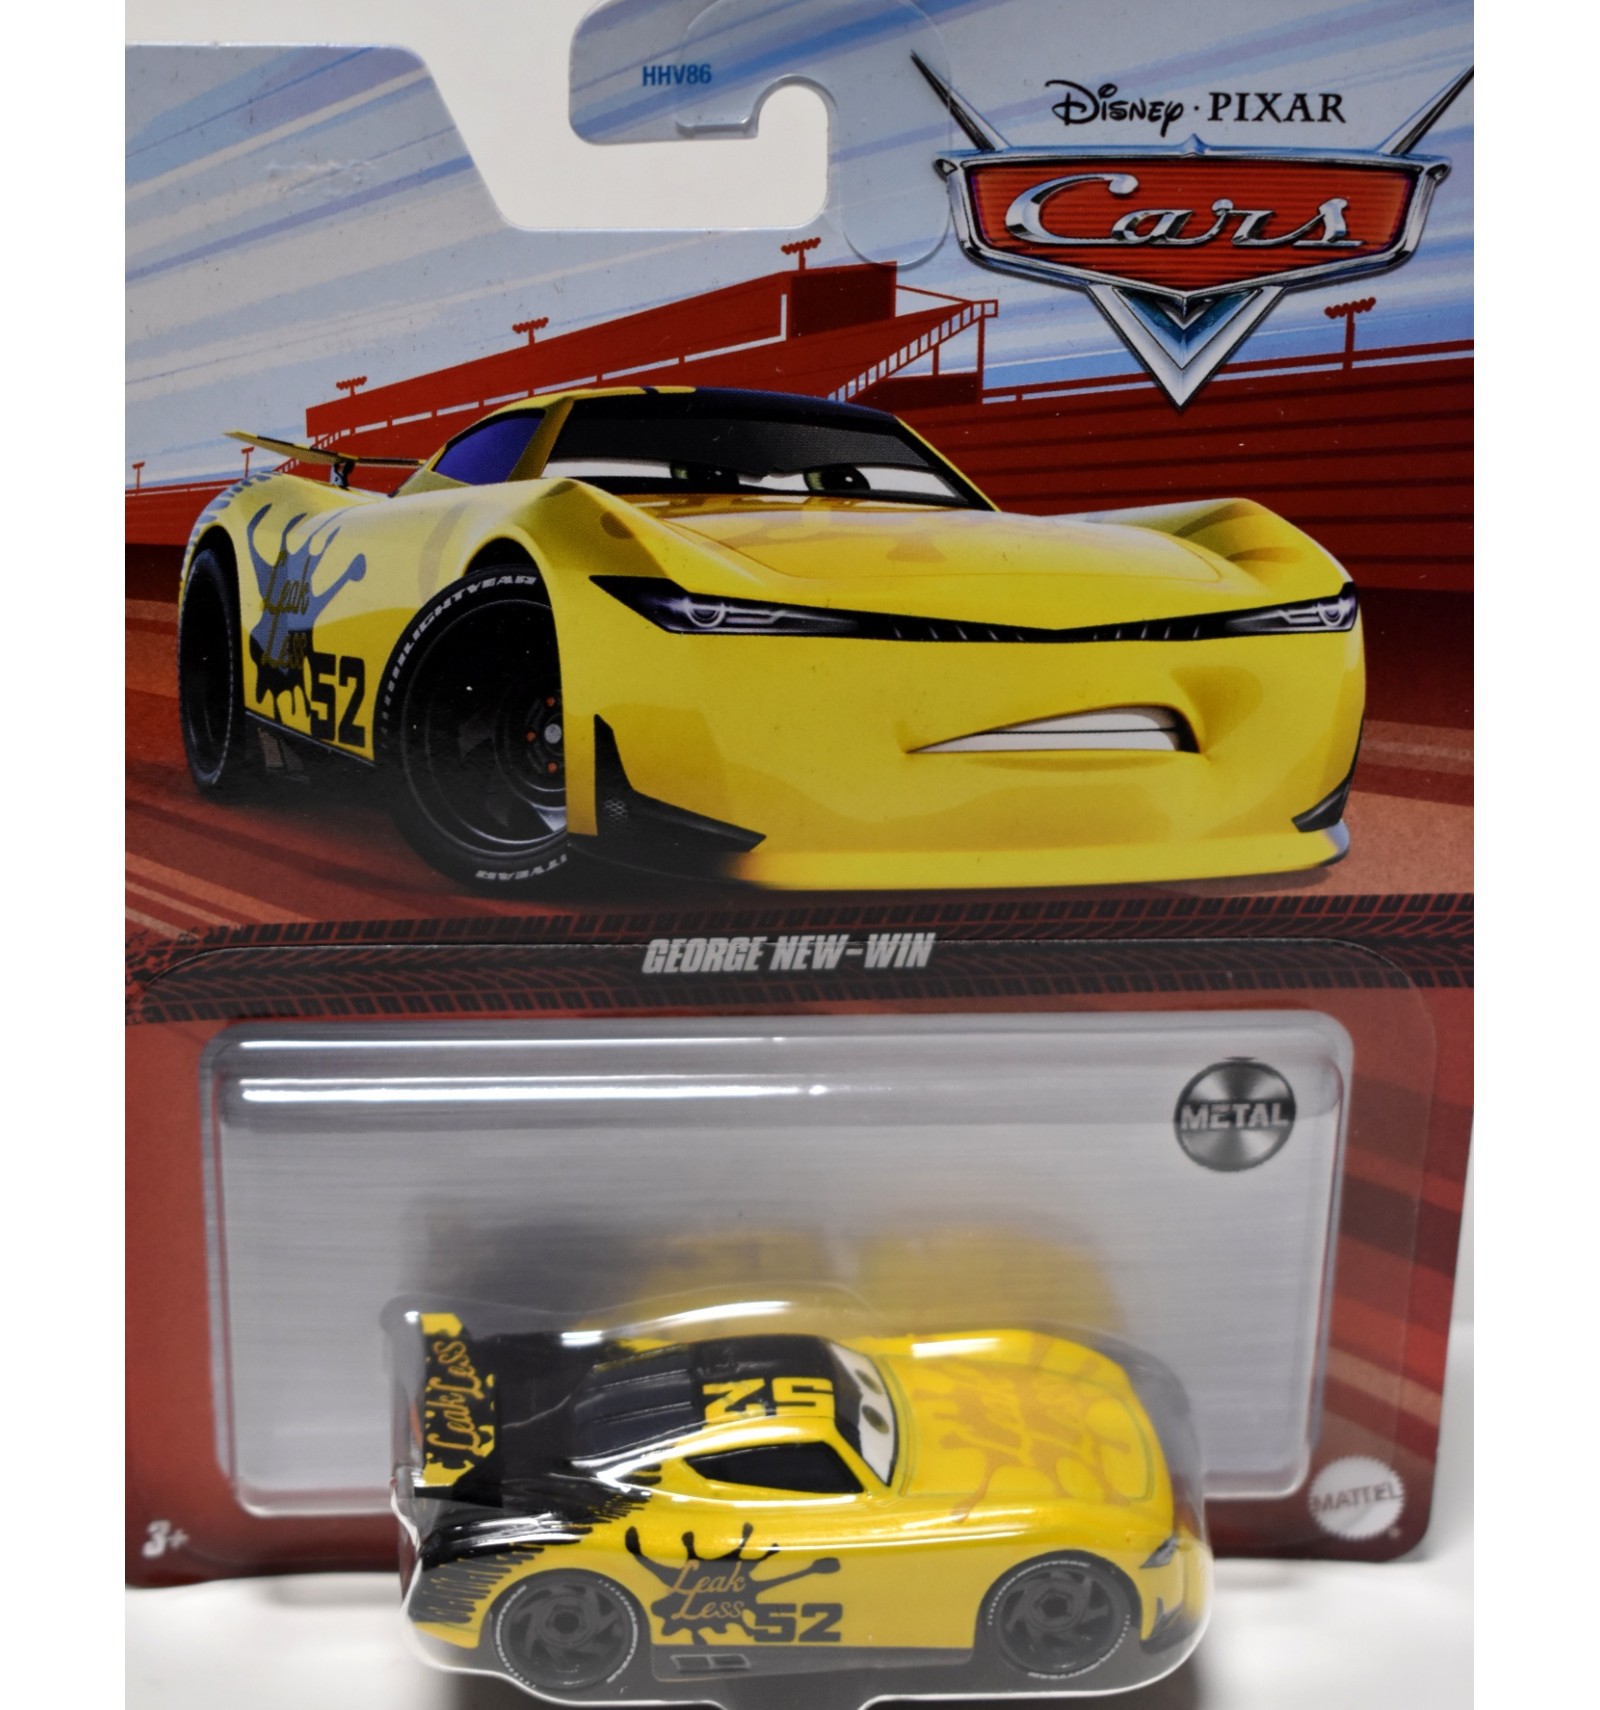 HHV86
Disney · PIXAR
Cars
LIGHTYEAR
Leak
Less
52
GEORGE NEW-WIN
METAL
Leak Less
52
Leak
Less
Leak
Less
52
MATTEL
3+